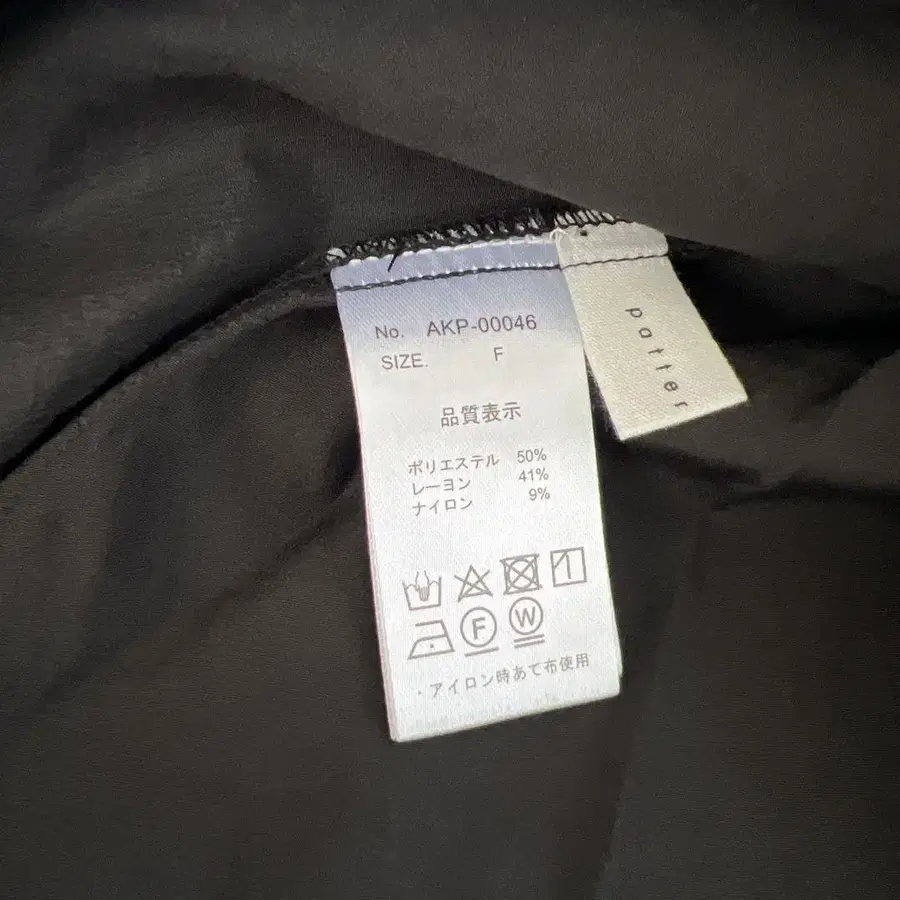 No. AKP-00046
SIZE. F
品質表示
ポリエステル 50%
レーヨン 41%
ナイロン 9%
F W
・アイロン時あて布使用
patter